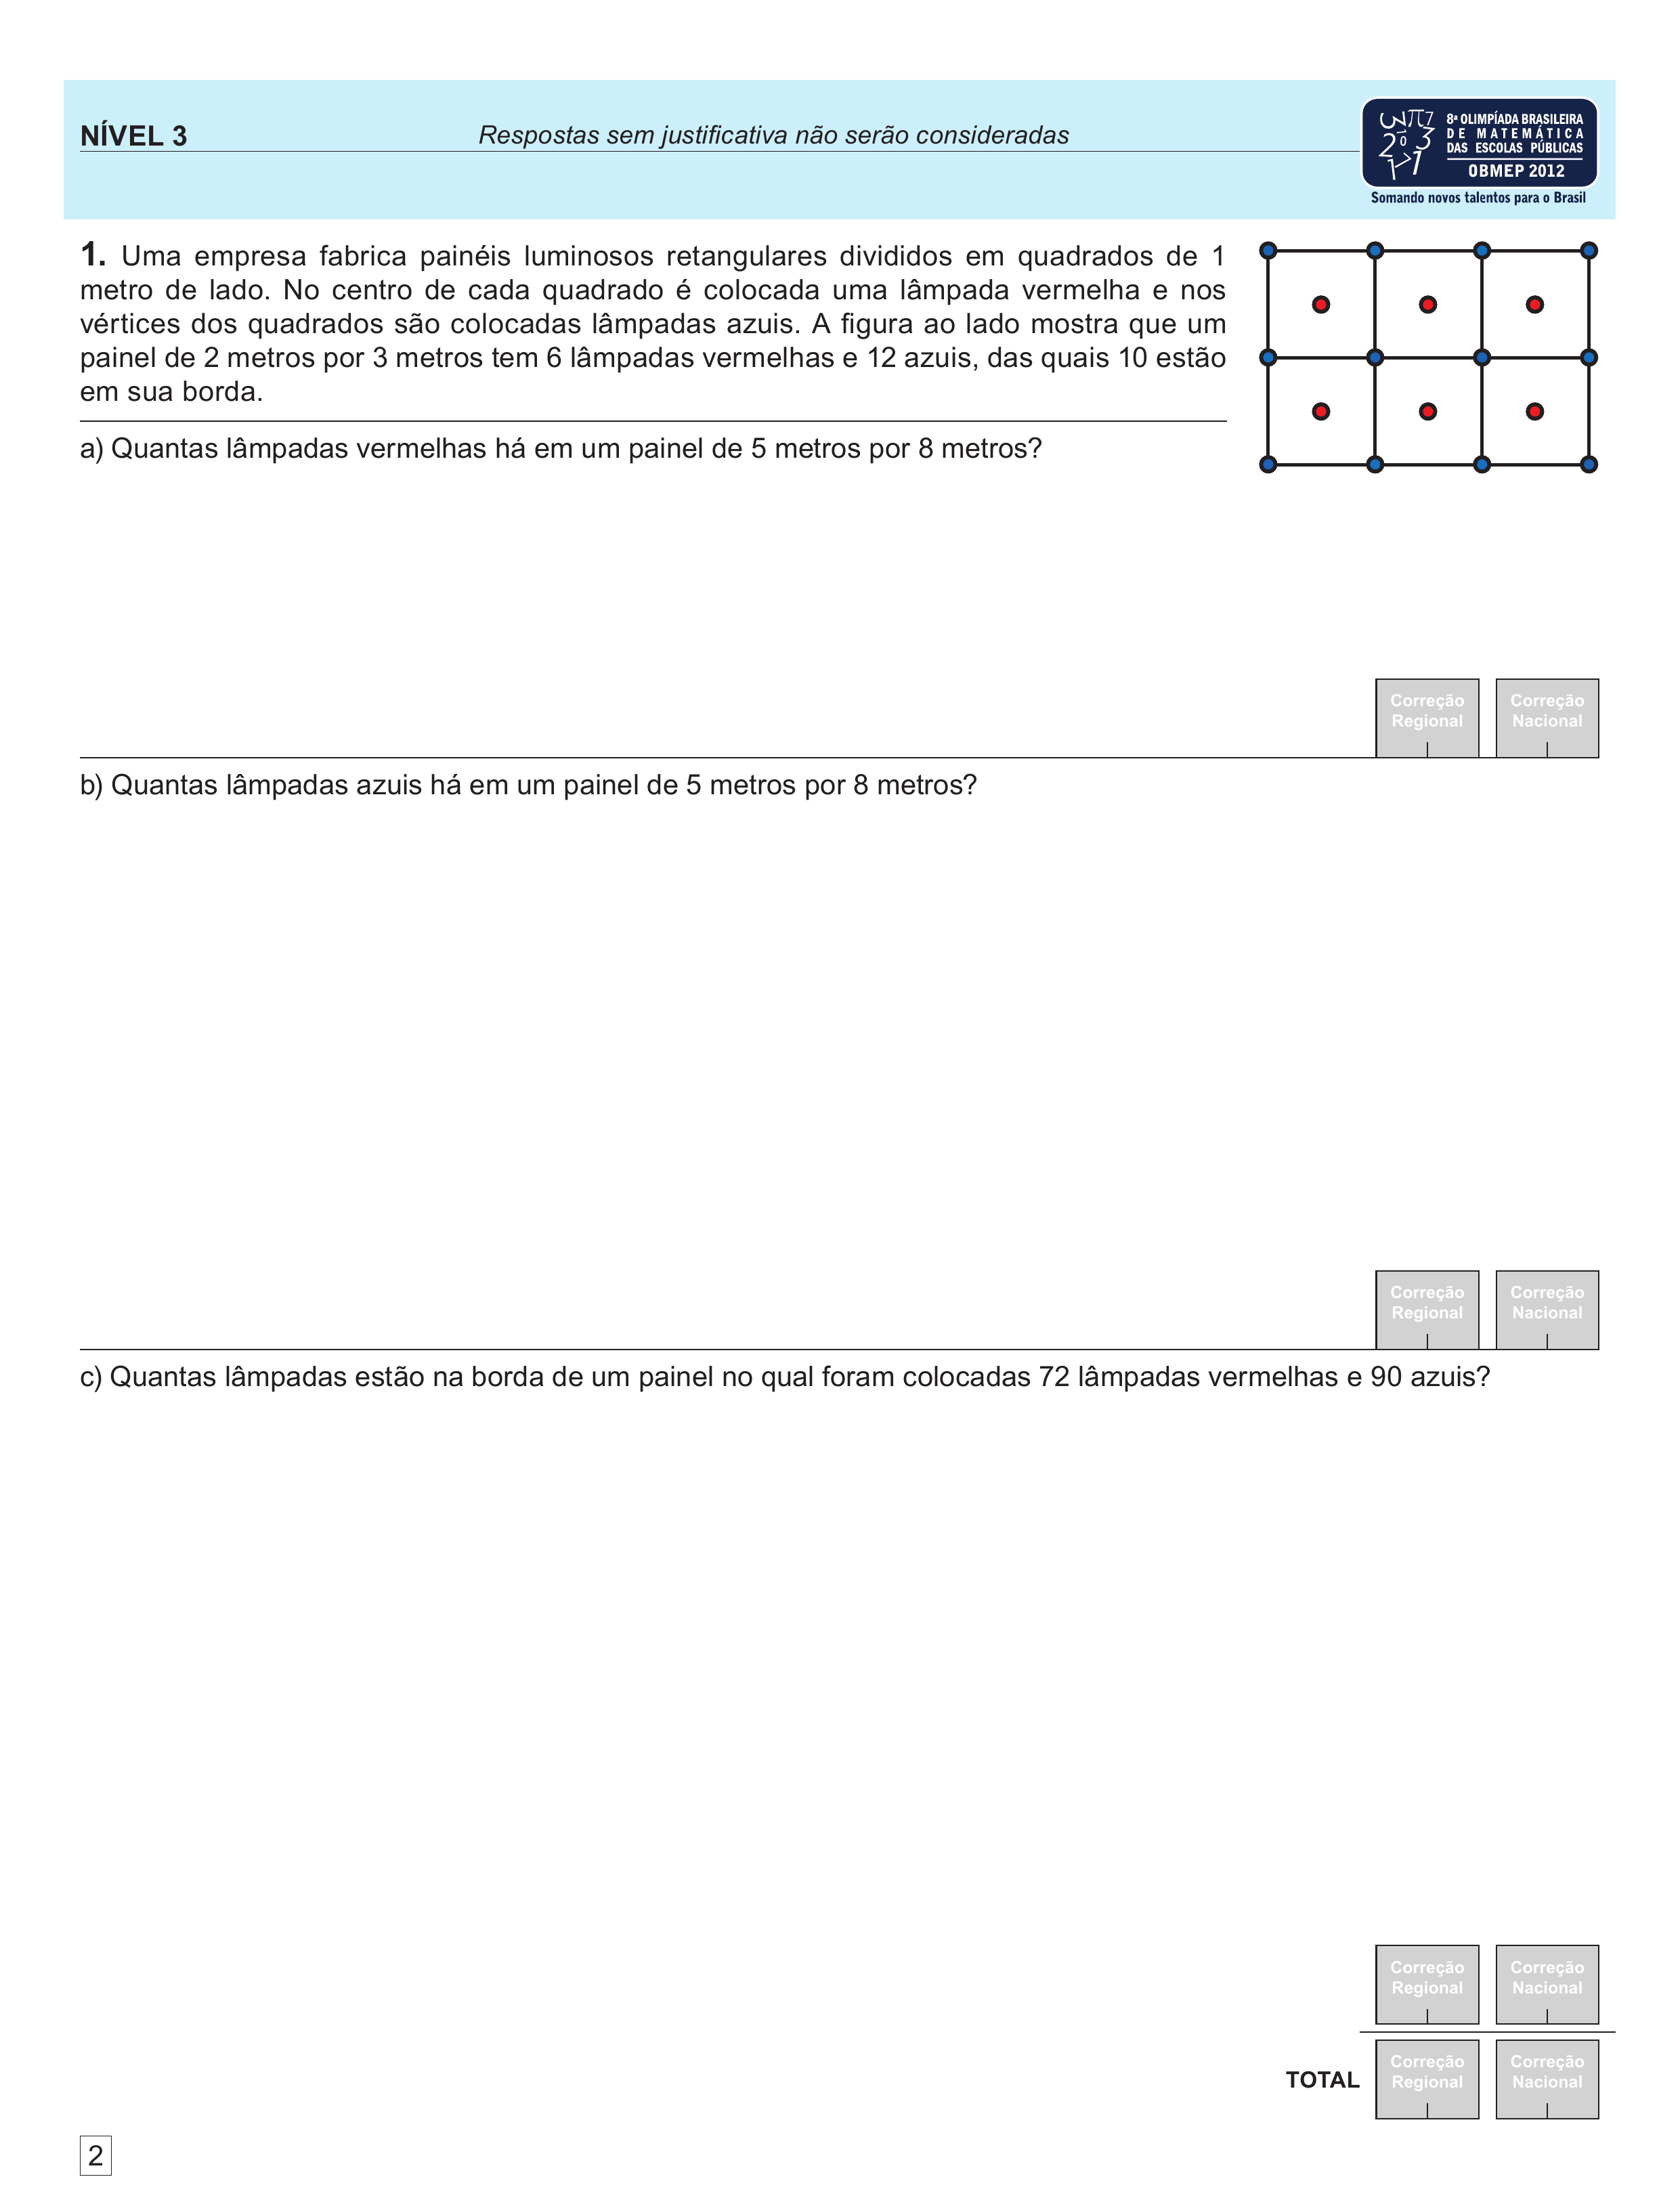 NÍVEL 3
Respostas sem justificativa não serão consideradas
8ª OLIMPÍADA BRASILEIRA
DE MATEMÁTICA
DAS ESCOLAS PÚBLICAS
OBMEP 2012
Somando novos talentos para o Brasil
1. Uma empresa fabrica painéis luminosos retangulares divididos em quadrados de 1
metro de lado. No centro de cada quadrado é colocada uma lâmpada vermelha e nos
vértices dos quadrados são colocadas lâmpadas azuis. A figura ao lado mostra que um
painel de 2 metros por 3 metros tem 6 lâmpadas vermelhas e 12 azuis, das quais 10 estão
em sua borda.
a) Quantas lâmpadas vermelhas há em um painel de 5 metros por 8 metros?
Correção
Regional
Correção
Nacional
b) Quantas lâmpadas azuis há em um painel de 5 metros por 8 metros?
Correção
Regional
Correção
Nacional
c) Quantas lâmpadas estão na borda de um painel no qual foram colocadas 72 lâmpadas vermelhas e 90 azuis?
Correção
Regional
Correção
Nacional
TOTAL
Correção
Regional
Correção
Nacional
2